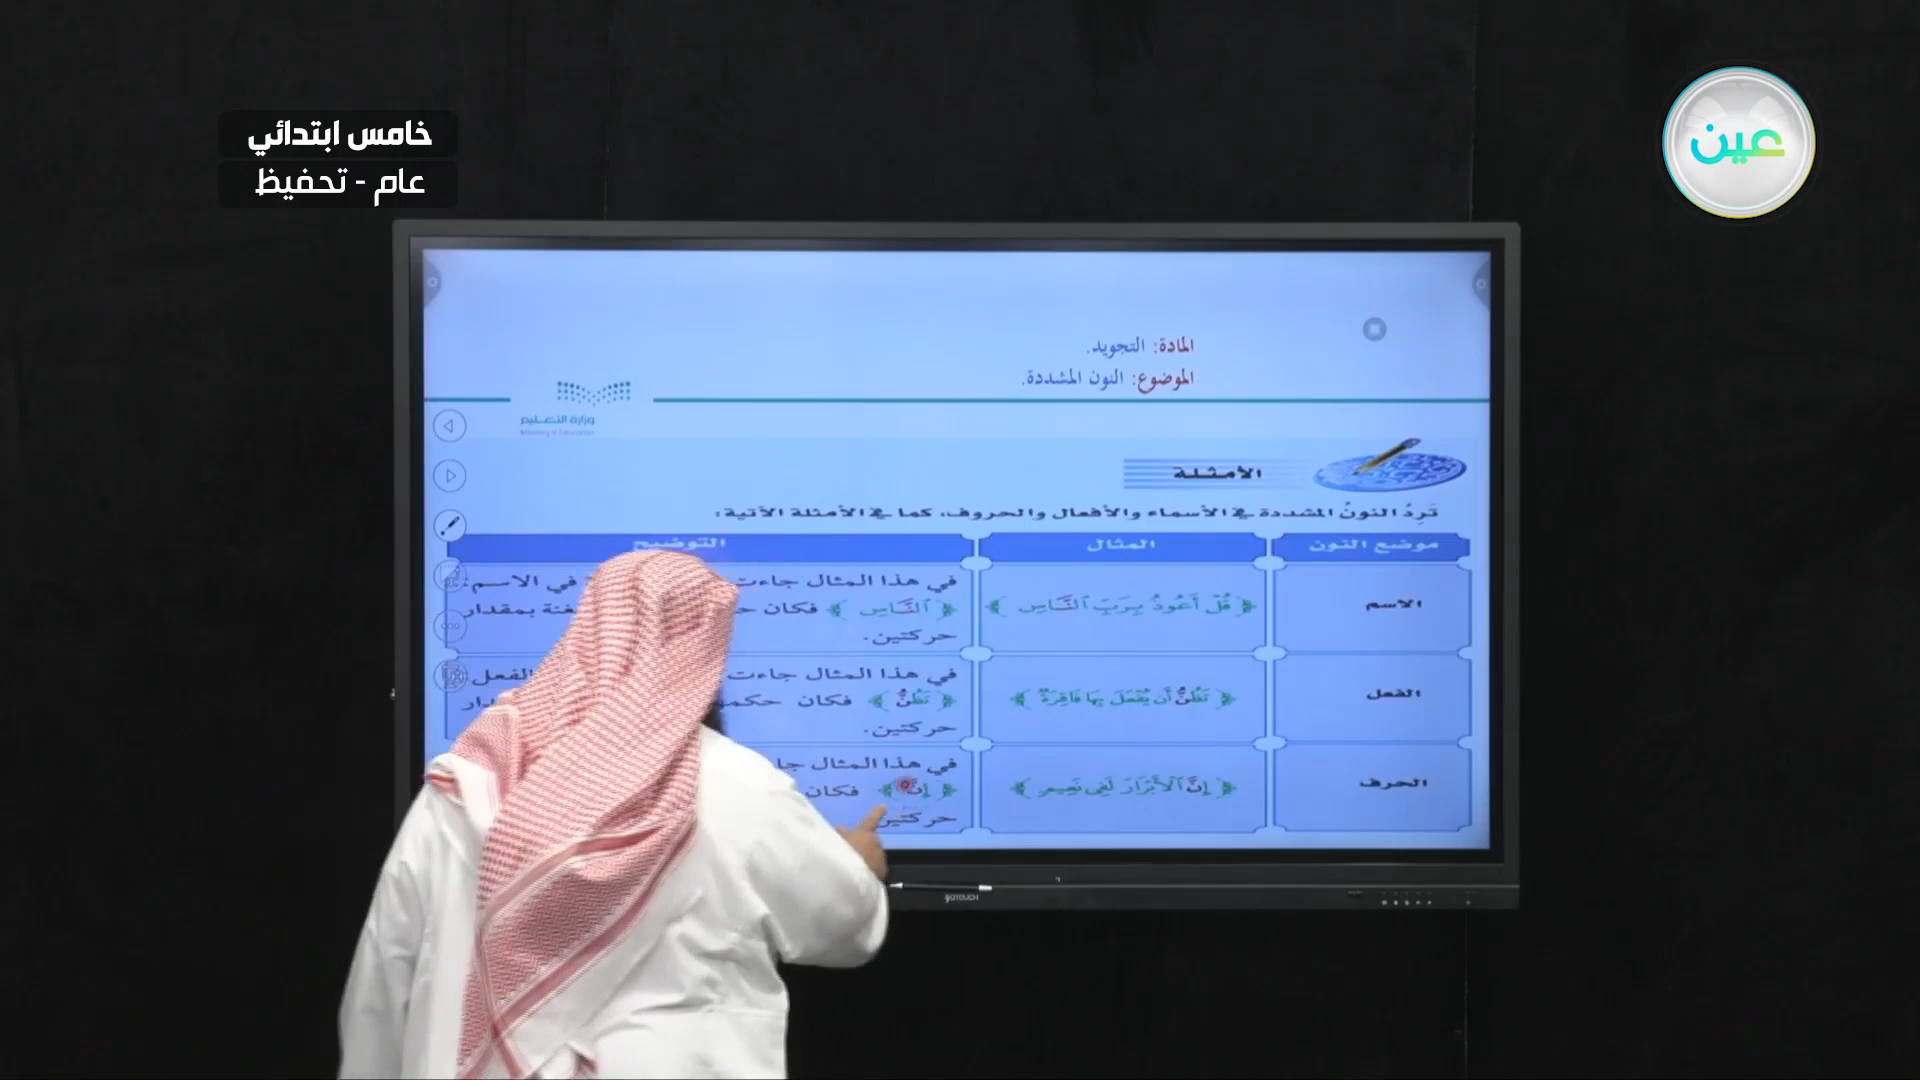 خامس ابتدائي
عام - تحفيظ
عين
المادة: التجويد.
الموضوع: النون المشددة.
وزارة التعليم
Ministry of Education
الأمثلة
تَرِدُ النونُ المشددة في الأسماء والأفعال والحروف، كما في الأمثلة الآتية:
موضع النون المثال التوضيح
الاسم ﴿ قُلْ أَعُوذُ بِرَبِّ ٱلنَّاسِ ﴾ في هذا المثال جاءت في الاسم:
﴿ ٱلنَّاسِ ﴾ فكان بمقدار
حركتين.
الفعل ﴿ تَظُنُّ أَن يُفْعَلَ بِهَا فَاقِرَةٌ ﴾ في هذا المثال جاءت الفعل
﴿ تَظُنُّ ﴾ فكان
حركتين.
الحرف ﴿ إِنَّ ٱلْأَبْرَارَ لَفِى نَعِيمٍ ﴾ في هذا المثال
﴿ إِنَّ ﴾ فكان
حركتين